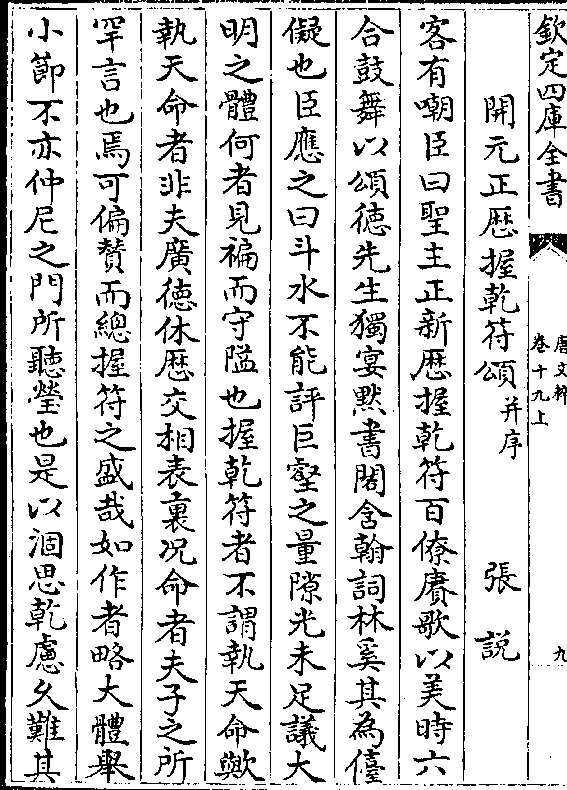 欽定四庫全書
唐文粹
卷十九上
九
開元正厯握乾符頌并序 張說
客有嘲臣曰聖主正新厯握乾符百僚賡歌以美時六
合鼓舞以頌德先生獨宴默書閣含翰詞林奚其為儓
儗也臣應之曰斗水不能評巨壑之量隙光未足議大
明之體何者見褊而守隘也握乾符者不謂執天命歟
執天命者非夫廣德休厯交相表裏況命者夫子之所
罕言也焉可偏贊而總握符之盛哉如作者略大體舉
小節不亦仲尼之門所聽瑩也是以涸思乾慮久難其